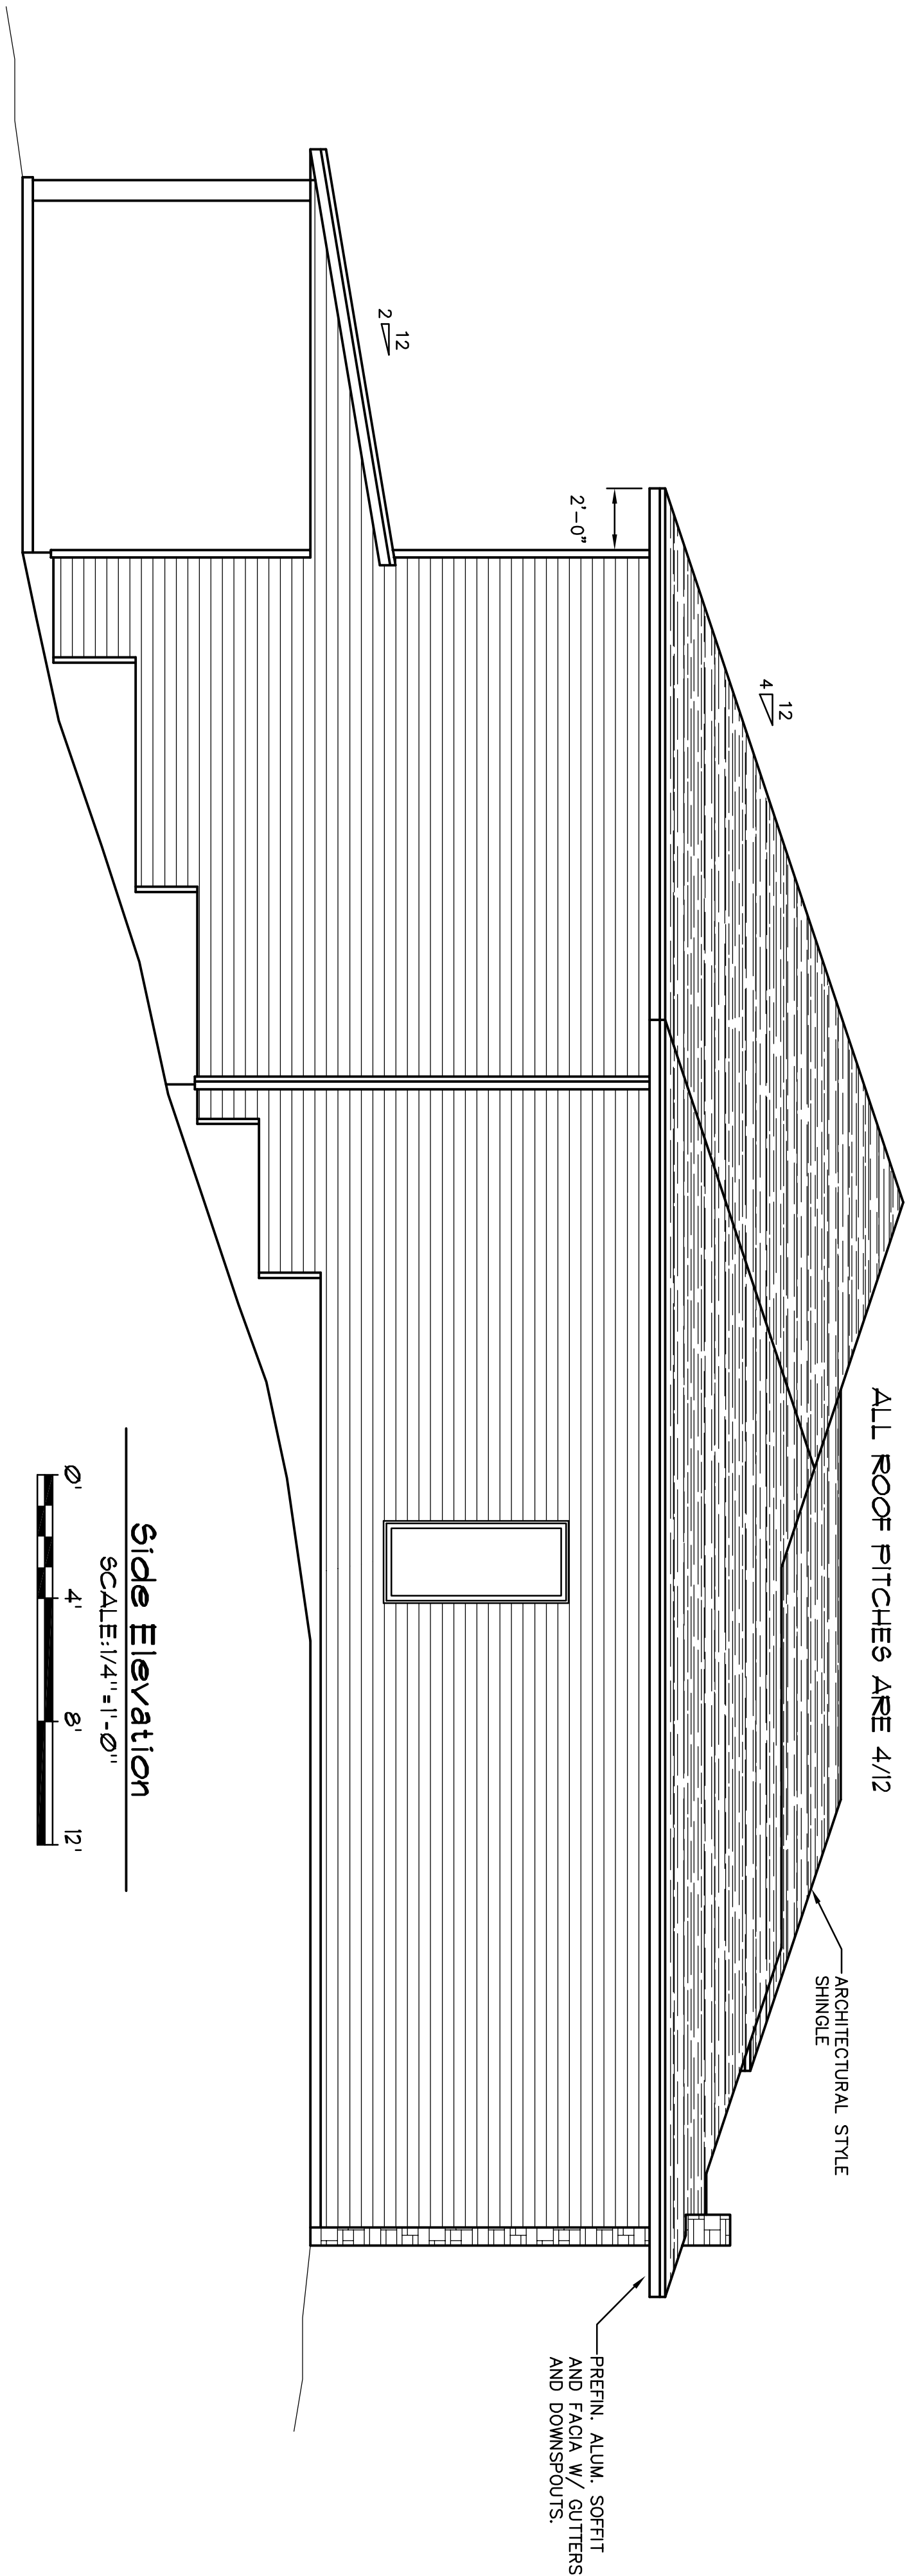 ALL ROOF PITCHES ARE 4/12
ARCHITECTURAL STYLE
SHINGLE
12
4
2'-0"
12
2
PREFIN. ALUM. SOFFIT
AND FACIA W/ GUTTERS
AND DOWNSPOUTS.
Side Elevation
SCALE:1/4"=1'-0"
0' 4' 8' 12'